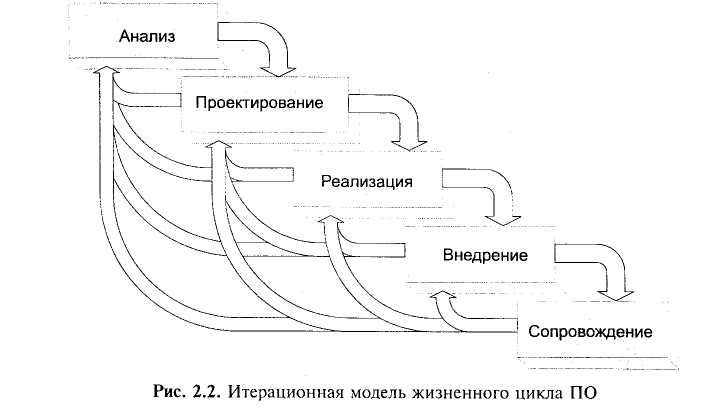 Анализ
Проектирование
Реализация
Внедрение
Сопровождение
Рис. 2.2. Итерационная модель жизненного цикла ПО